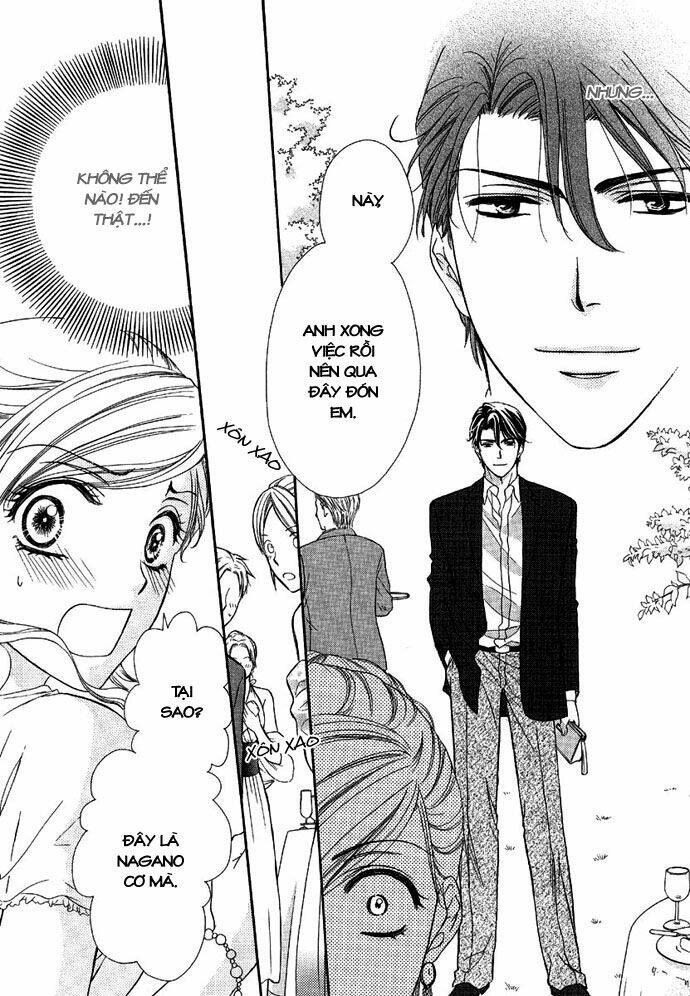 NHƯNG...
NÀY.
ANH XONG
VIỆC RỒI
NÊN QUA
ĐÂY ĐÓN
EM.
XÔN XAO
XÔN XAO
KHÔNG THỂ
NÀO! ĐẾN
THẬT...!
TẠI
SAO?
ĐÂY LÀ
NAGANO
CƠ MÀ.